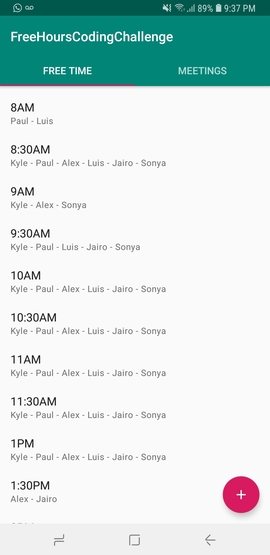 89% 9:37 PM
FreeHoursCodingChallenge
FREE TIME MEETINGS
8AM
Paul - Luis
8:30AM
Kyle - Paul - Alex - Luis - Jairo - Sonya
9AM
Kyle - Alex - Sonya
9:30AM
Kyle - Paul - Luis - Jairo - Sonya
10AM
Kyle - Paul - Alex - Luis - Jairo - Sonya
10:30AM
Kyle - Paul - Alex - Luis - Jairo - Sonya
11AM
Kyle - Paul - Alex - Luis - Jairo - Sonya
11:30AM
Kyle - Paul - Alex - Luis - Jairo - Sonya
1PM
Kyle - Paul - Alex - Luis - Jairo - Sonya
1:30PM
Alex - Jairo